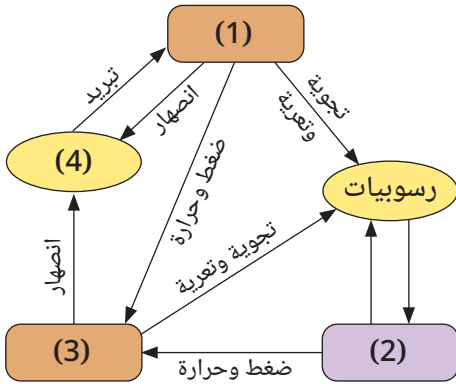 (1)
تبريد
انصهار
ضغط وحرارة
تجوية
وتعرية
(4)
رسوبيات
انصهار
تجوية وتعرية
(3)
ضغط وحرارة
(2)